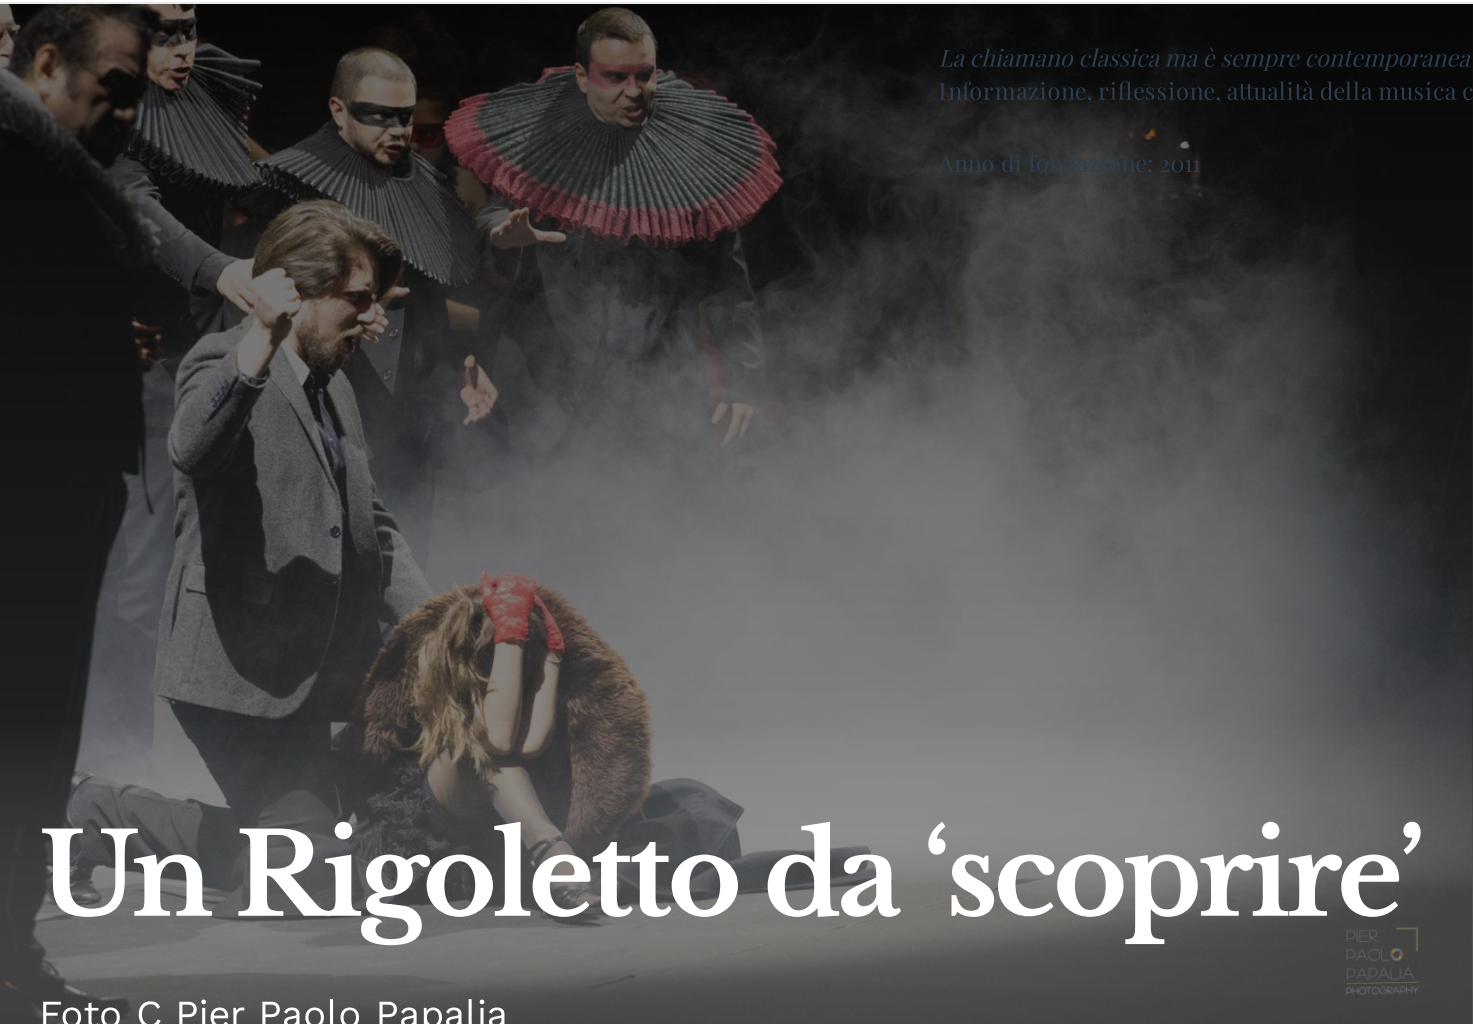 La chiamano classica ma è sempre contemporanea
Informazione, riflessione, attualità della musica c
Anno di fondazione: 2011
Un Rigoletto da ‘scoprire’
PIER
PAOLO
PAPALIA
PHOTOGRAPHY
Foto C Pier Paolo Papalia